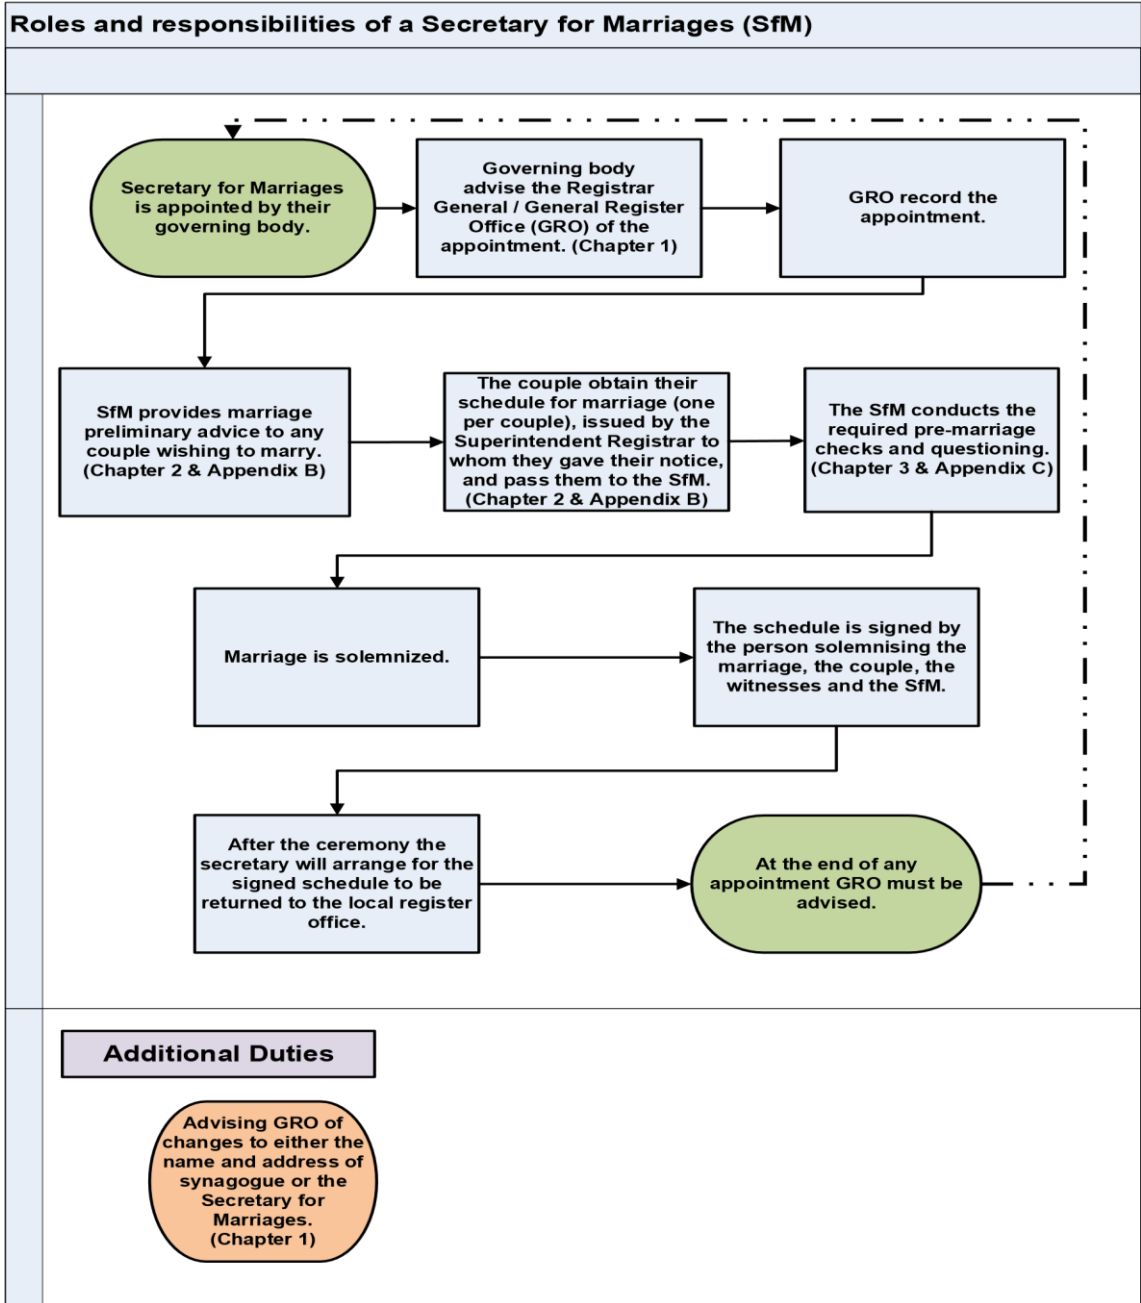 Roles and responsibilities of a Secretary for Marriages (SfM)
Secretary for Marriages
is appointed by their
governing body.
Governing body
advise the Registrar
General / General Register
Office (GRO) of the
appointment. (Chapter 1)
GRO record the
appointment.
SfM provides marriage
preliminary advice to any
couple wishing to marry.
(Chapter 2 & Appendix B)
The couple obtain their
schedule for marriage (one
per couple), issued by the
Superintendent Registrar to
whom they gave their notice,
and pass them to the SfM.
(Chapter 2 & Appendix B)
The SfM conducts the
required pre-marriage
checks and questioning.
(Chapter 3 & Appendix C)
Marriage is solemnized.
The schedule is signed by
the person solemnising the
marriage, the couple, the
witnesses and the SfM.
After the ceremony the
secretary will arrange for the
signed schedule to be
returned to the local register
office.
At the end of any
appointment GRO must be
advised.
Additional Duties
Advising GRO of
changes to either the
name and address of
synagogue or the
Secretary for
Marriages.
(Chapter 1)